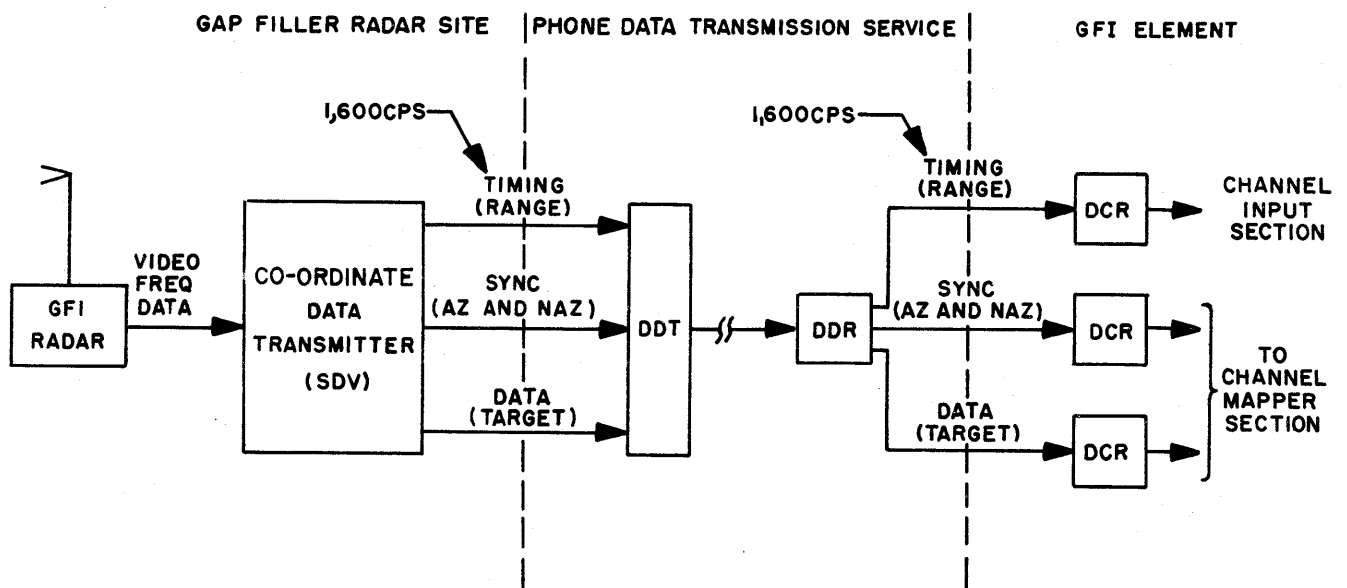 GAP FILLER RADAR SITE
PHONE DATA TRANSMISSION SERVICE
GFI ELEMENT
1,600CPS
1,600CPS
TIMING
(RANGE)
TIMING
(RANGE)
DCR
CHANNEL
INPUT
SECTION
VIDEO
FREQ
DATA
GFI
RADAR
CO-ORDINATE
DATA
TRANSMITTER
(SDV)
SYNC
(AZ AND NAZ)
DDT
DDR
SYNC
(AZ AND NAZ)
DCR
DATA
(TARGET)
DATA
(TARGET)
DCR
TO
CHANNEL
MAPPER
SECTION